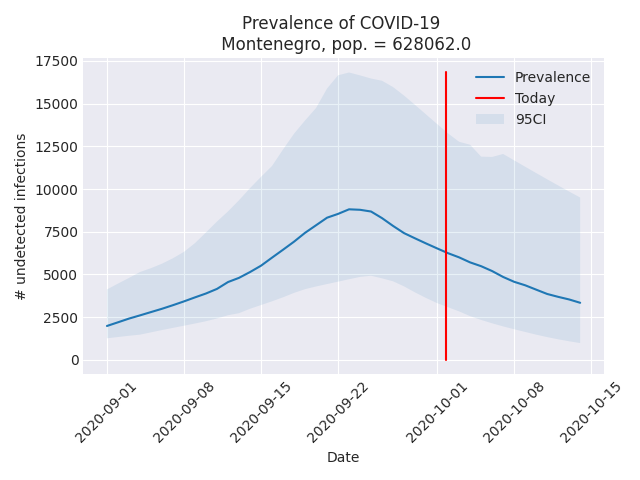 Prevalence of COVID-19
Montenegro, pop. = 628062.0
Prevalence
Today
95CI
# undetected infections
17500
15000
12500
10000
7500
5000
2500
0
2020-09-01
2020-09-08
2020-09-15
2020-09-22
2020-10-01
2020-10-08
2020-10-15
Date